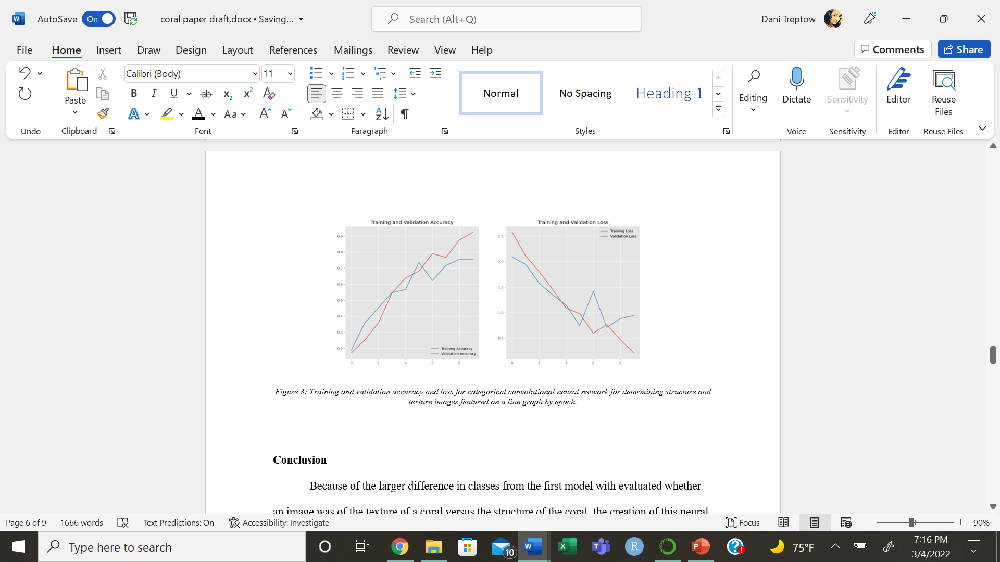 AutoSave On coral paper draft.docx • Saving... Search (Alt+Q) Dani Treptow
File Home Insert Draw Design Layout References Mailings Review View Help Comments Share
Calibri (Body) 11
Paste
B I U ab x2 x2 A
A A Aa A A
Normal No Spacing Heading 1
Editing Dictate Sensitivity Editor Reuse Files
Undo Clipboard Font Paragraph Styles Voice Sensitivity Editor Reuse Files
Training and Validation Accuracy
0.9
0.8
0.7
0.6
0.5
0.4
0.3
0.2
Training Accuracy
Validation Accuracy
0 2 4 6 8
Training and Validation Loss
Training Loss
Validation Loss
2.5
2.0
1.5
1.0
0.5
0 2 4 6 8
Figure 3: Training and validation accuracy and loss for categorical convolutional neural network for determining structure and
texture images featured on a line graph by epoch.
Conclusion
Because of the larger difference in classes from the first model with evaluated whether
an image was of the texture of a coral versus the structure of the coral, the creation of this neural
Page 6 of 9 1666 words Text Predictions: On Accessibility: Investigate Focus 90%
Type here to search 10 75°F 7:16 PM
3/4/2022